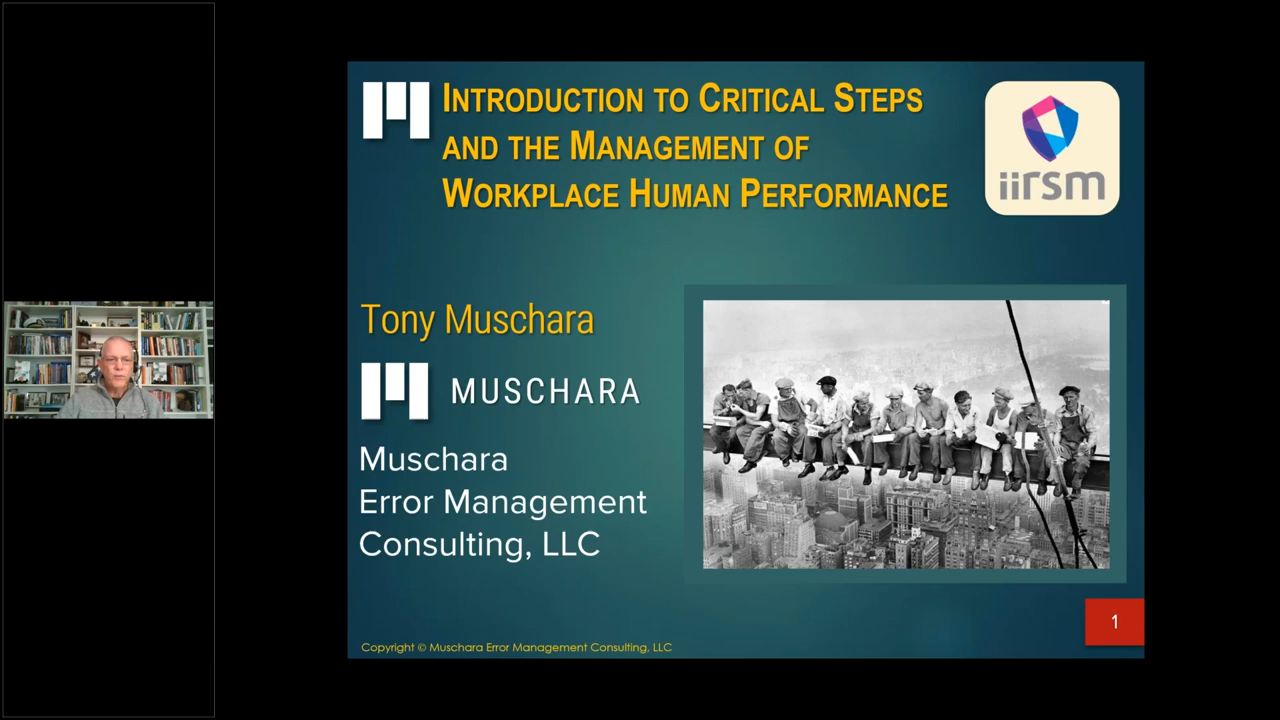 INTRODUCTION TO CRITICAL STEPS
AND THE MANAGEMENT OF
WORKPLACE HUMAN PERFORMANCE
iirsm
Tony Muschara
MUSCHARA
Muschara
Error Management
Consulting, LLC
1
Copyright © Muschara Error Management Consulting, LLC